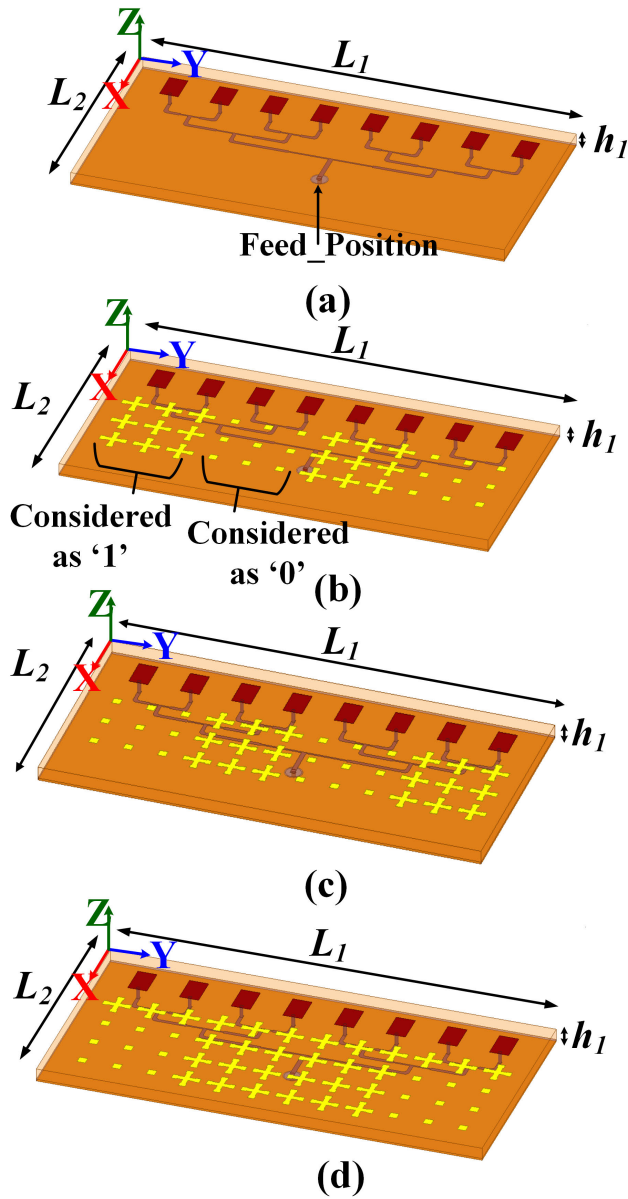 Z
L1
Y
L2
X
h1
Feed_Position
(a)
Z
L1
Y
X
L2
h1
Considered
as ‘1’
Considered
as ‘0’
(b)
Z
L1
Y
L2
X
h1
(c)
Z
L1
Y
L2
X
h1
(d)